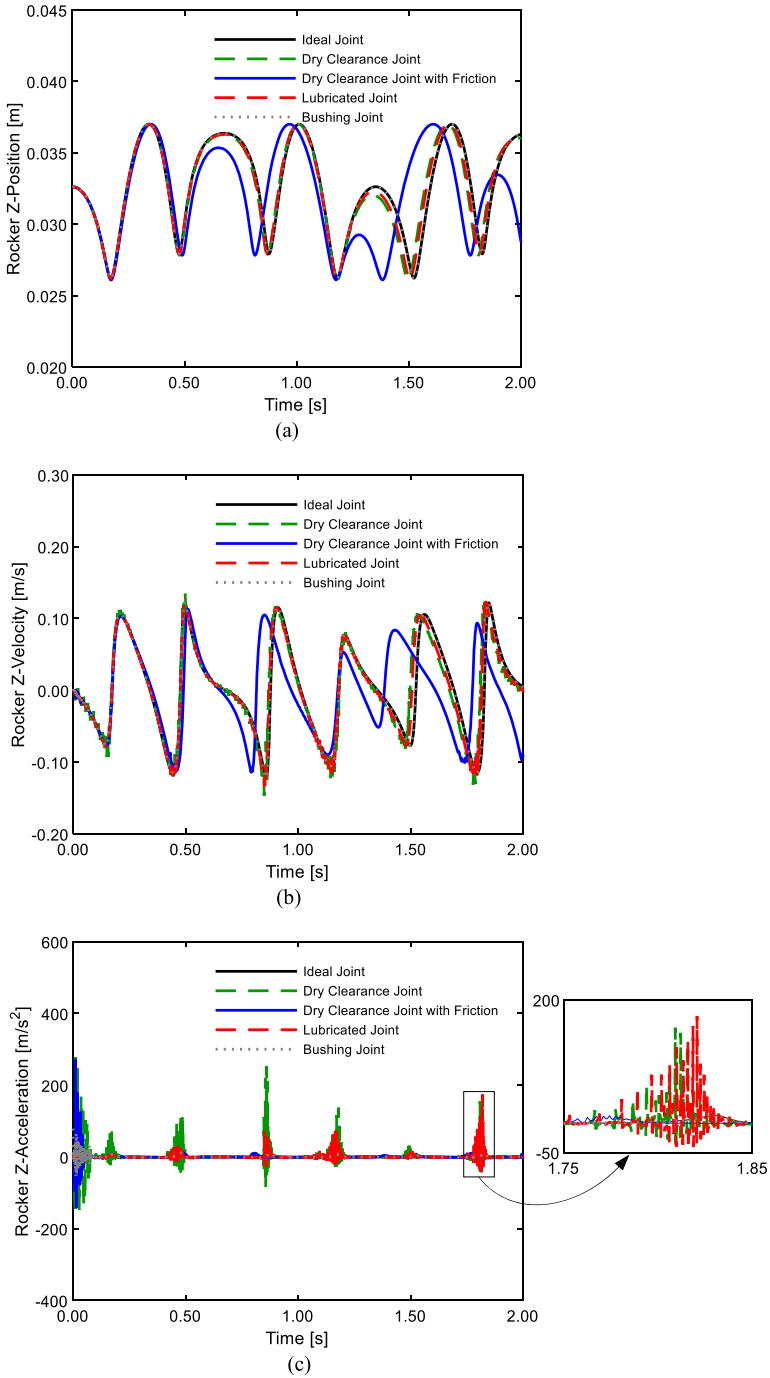 0.045
0.040
0.035
0.030
0.025
0.020
Rocker Z-Position [m]
Ideal Joint
Dry Clearance Joint
Dry Clearance Joint with Friction
Lubricated Joint
Bushing Joint
0.00 0.50 1.00 1.50 2.00
Time [s]
(a)
0.30
0.20
0.10
0.00
-0.10
-0.20
Rocker Z-Velocity [m/s]
Ideal Joint
Dry Clearance Joint
Dry Clearance Joint with Friction
Lubricated Joint
Bushing Joint
0.00 0.50 1.00 1.50 2.00
Time [s]
(b)
600
400
200
0
-200
-400
Rocker Z-Acceleration [m/s²]
Ideal Joint
Dry Clearance Joint
Dry Clearance Joint with Friction
Lubricated Joint
Bushing Joint
200
-50
1.75 1.85
0.00 0.50 1.00 1.50 2.00
Time [s]
(c)